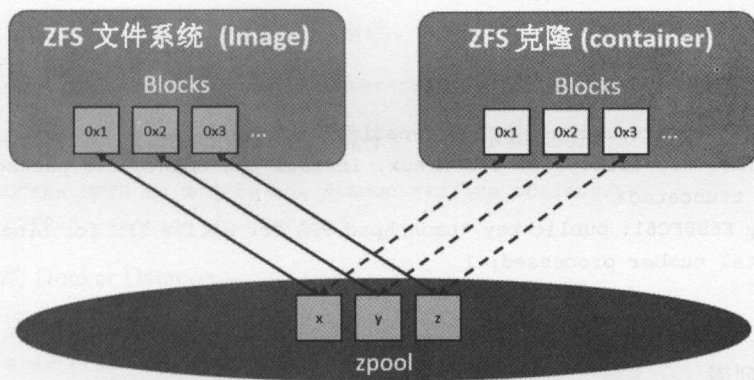 ZFS 文件系统 (Image)
Blocks
0x1 0x2 0x3 ...
ZFS 克隆 (container)
Blocks
0x1 0x2 0x3 ...
x y z
zpool